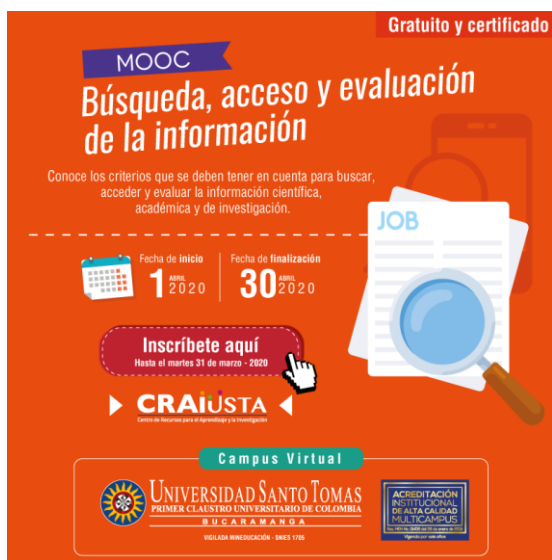 Gratuito y certificado
MOOC
Búsqueda, acceso y evaluación
de la información
Conoce los criterios que se deben tener en cuenta para buscar,
acceder y evaluar la información científica,
académica y de investigación.
JOB
Fecha de inicio
1 ABRIL 2020
Fecha de finalización
30 ABRIL 2020
Inscríbete aquí
Hasta el martes 31 de marzo - 2020
CRAIUSTA
Centro de Recursos para el Aprendizaje y la Investigación
Campus Virtual
UNIVERSIDAD SANTO TOMAS
PRIMER CLAUSTRO UNIVERSITARIO DE COLOMBIA
BUCARAMANGA
VIGILADA MINEDUCACIÓN - SNIES 1705
ACREDITACIÓN
INSTITUCIONAL
DE ALTA CALIDAD
MULTICAMPUS